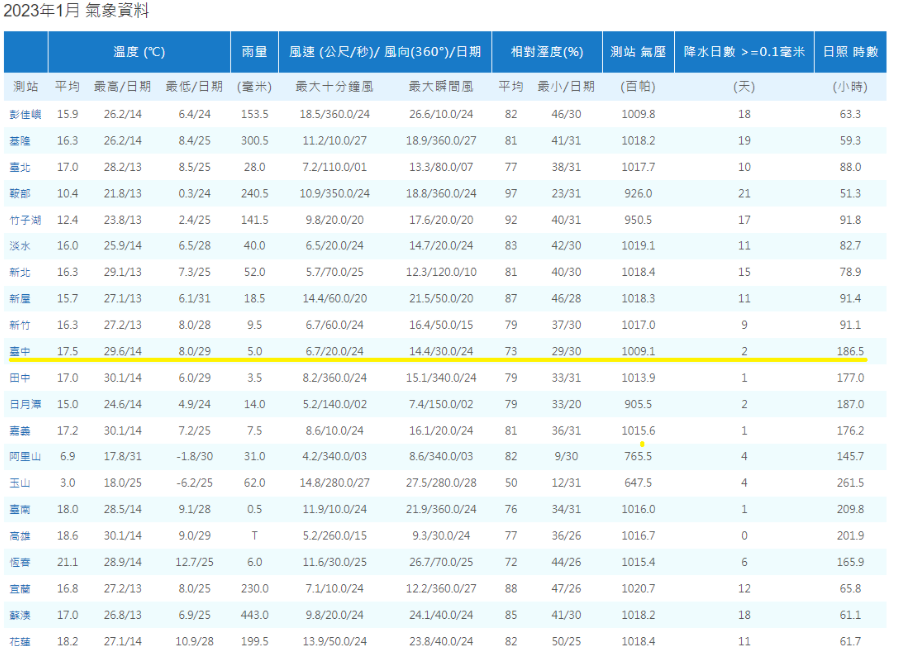 2023年1月 氣象資料
溫度 (℃) 雨量 風速 (公尺/秒)/ 風向(360°)/日期 相對溼度(%) 測站 氣壓 降水日數 >=0.1毫米 日照 時數
測站 平均 最高/日期 最低/日期 (毫米) 最大十分鐘風 最大瞬間風 平均 最小/日期 (百帕) (天) (小時)
彭佳嶼 15.9 26.2/14 6.4/24 153.5 18.5/360.0/24 26.6/10.0/24 82 46/30 1009.8 18 63.3
基隆 16.3 26.2/14 8.4/25 300.5 11.2/10.0/27 18.9/360.0/27 81 41/31 1018.2 19 59.3
臺北 17.0 28.2/13 8.5/25 28.0 7.2/110.0/01 13.3/80.0/07 77 38/31 1017.7 10 88.0
鞍部 10.4 21.8/13 0.3/24 240.5 10.9/350.0/24 18.8/360.0/24 97 23/31 926.0 21 51.3
竹子湖 12.4 23.8/13 2.4/25 141.5 9.8/20.0/20 17.6/20.0/20 92 40/31 950.5 17 91.8
淡水 16.0 25.9/14 6.5/28 40.0 6.5/20.0/24 14.7/20.0/24 83 42/30 1019.1 11 82.7
新北 16.3 29.1/13 7.3/25 52.0 5.7/70.0/25 12.3/120.0/10 81 40/30 1018.4 15 78.9
新屋 15.7 27.1/13 6.1/31 18.5 14.4/60.0/20 21.5/50.0/20 87 46/28 1018.3 11 91.4
新竹 16.3 27.2/13 8.0/28 9.5 6.7/60.0/24 16.4/50.0/15 79 37/30 1017.0 9 91.1
臺中 17.5 29.6/14 8.0/29 5.0 6.7/20.0/24 14.4/30.0/24 73 29/30 1009.1 2 186.5
田中 17.0 30.1/14 6.0/29 3.5 8.2/360.0/24 15.1/340.0/24 79 33/31 1013.9 1 177.0
日月潭 15.0 24.6/14 4.9/24 14.0 5.2/140.0/02 7.4/150.0/02 79 33/20 905.5 2 187.0
嘉義 17.2 30.1/14 7.2/25 7.5 8.6/10.0/24 16.1/20.0/24 81 36/31 1015.6 1 176.2
阿里山 6.9 17.8/31 -1.8/30 31.0 4.2/340.0/03 8.6/340.0/03 82 9/30 765.5 4 145.7
玉山 3.0 18.0/25 -6.2/25 62.0 14.8/280.0/27 27.5/280.0/28 50 12/31 647.5 4 261.5
臺南 18.0 28.5/14 9.1/28 0.5 11.9/10.0/24 21.9/360.0/24 76 34/31 1016.0 1 209.8
高雄 18.6 30.1/14 9.0/29 T 5.2/260.0/15 9.3/30.0/24 77 36/26 1016.7 0 201.9
恆春 21.1 28.9/14 12.7/25 6.0 11.6/30.0/25 26.7/70.0/25 72 44/26 1015.4 6 165.9
宜蘭 16.8 27.2/13 8.0/25 230.0 7.1/10.0/24 12.2/360.0/27 88 47/26 1020.7 12 65.8
蘇澳 17.0 26.8/13 6.9/25 443.0 9.8/20.0/24 24.1/40.0/24 85 41/30 1018.2 18 61.1
花蓮 18.2 27.1/14 10.9/28 199.5 13.9/50.0/24 23.8/40.0/24 82 50/25 1018.4 11 61.7